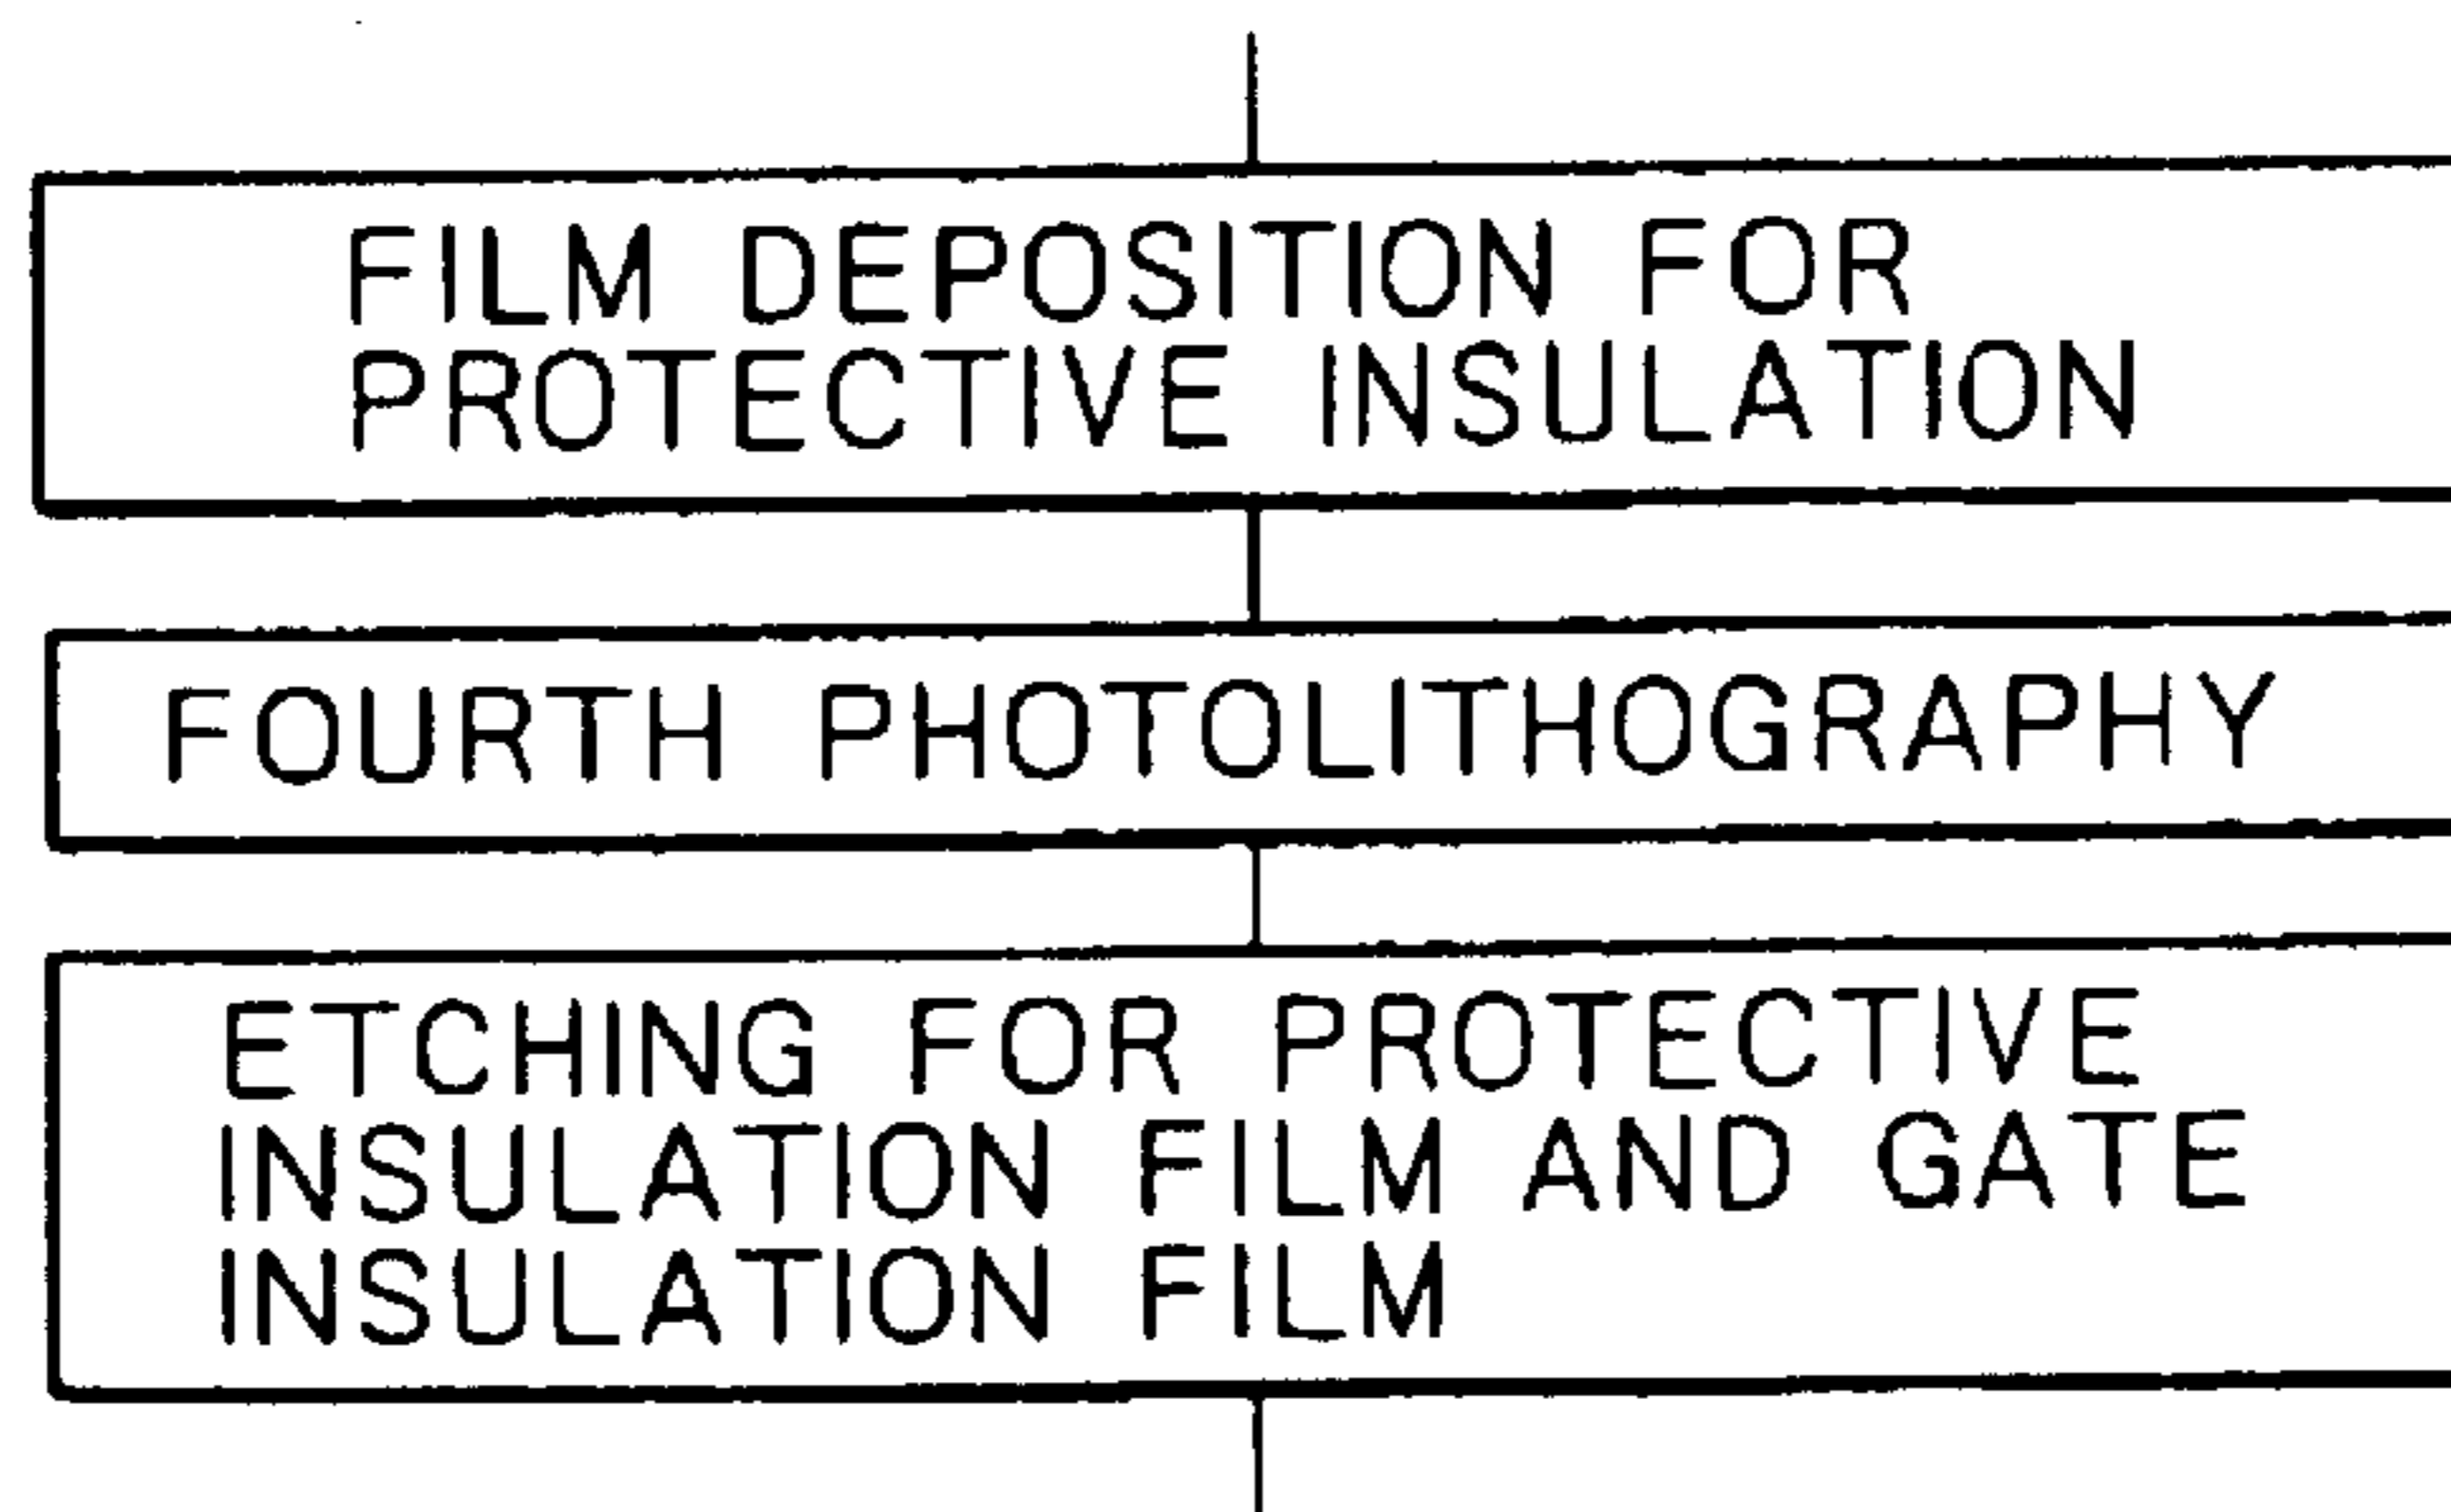 FILM DEPOSITION FOR
PROTECTIVE INSULATION
FOURTH PHOTOLITHOGRAPHY
ETCHING FOR PROTECTIVE
INSULATION FILM AND GATE
INSULATION FILM